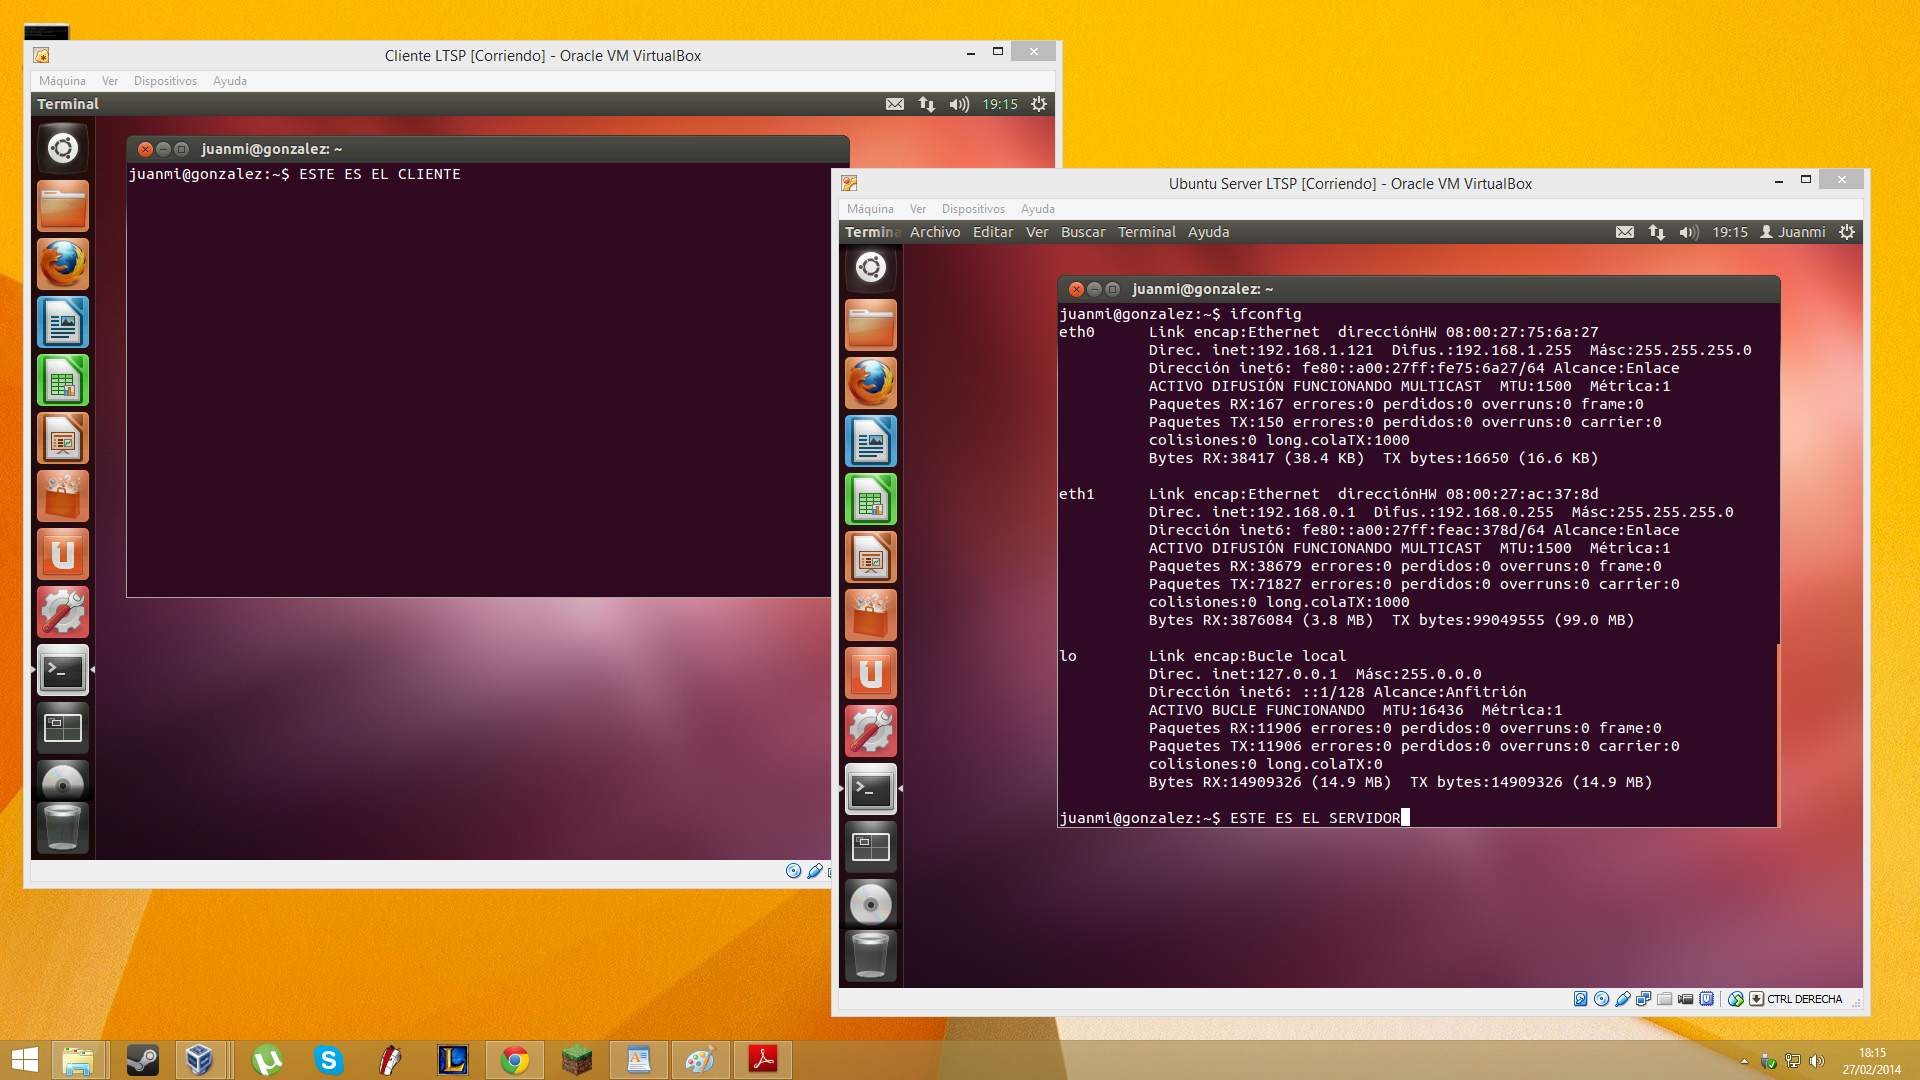 Cliente LTSP [Corriendo] - Oracle VM VirtualBox
Máquina Ver Dispositivos Ayuda
Terminal 19:15
juanmi@gonzalez: ~
juanmi@gonzalez:~$ ESTE ES EL CLIENTE
Ubuntu Server LTSP [Corriendo] - Oracle VM VirtualBox
Máquina Ver Dispositivos Ayuda
Termina Archivo Editar Ver Buscar Terminal Ayuda 19:15 Juanmi
juanmi@gonzalez: ~
juanmi@gonzalez:~$ ifconfig
eth0 Link encap:Ethernet direcciónHW 08:00:27:75:6a:27
Direc. inet:192.168.1.121 Difus.:192.168.1.255 Másc:255.255.255.0
Dirección inet6: fe80::a00:27ff:fe75:6a27/64 Alcance:Enlace
ACTIVO DIFUSIÓN FUNCIONANDO MULTICAST MTU:1500 Métrica:1
Paquetes RX:167 errores:0 perdidos:0 overruns:0 frame:0
Paquetes TX:150 errores:0 perdidos:0 overruns:0 carrier:0
colisiones:0 long.colaTX:1000
Bytes RX:38417 (38.4 KB) TX bytes:16650 (16.6 KB)
eth1 Link encap:Ethernet direcciónHW 08:00:27:ac:37:8d
Direc. inet:192.168.0.1 Difus.:192.168.0.255 Másc:255.255.255.0
Dirección inet6: fe80::a00:27ff:feac:378d/64 Alcance:Enlace
ACTIVO DIFUSIÓN FUNCIONANDO MULTICAST MTU:1500 Métrica:1
Paquetes RX:38679 errores:0 perdidos:0 overruns:0 frame:0
Paquetes TX:71827 errores:0 perdidos:0 overruns:0 carrier:0
colisiones:0 long.colaTX:1000
Bytes RX:3876084 (3.8 MB) TX bytes:99049555 (99.0 MB)
lo Link encap:Bucle local
Direc. inet:127.0.0.1 Másc:255.0.0.0
Dirección inet6: ::1/128 Alcance:Anfitrión
ACTIVO BUCLE FUNCIONANDO MTU:16436 Métrica:1
Paquetes RX:11906 errores:0 perdidos:0 overruns:0 frame:0
Paquetes TX:11906 errores:0 perdidos:0 overruns:0 carrier:0
colisiones:0 long.colaTX:0
Bytes RX:14909326 (14.9 MB) TX bytes:14909326 (14.9 MB)
juanmi@gonzalez:~$ ESTE ES EL SERVIDOR
CTRL DERECHA
18:15
27/02/2014